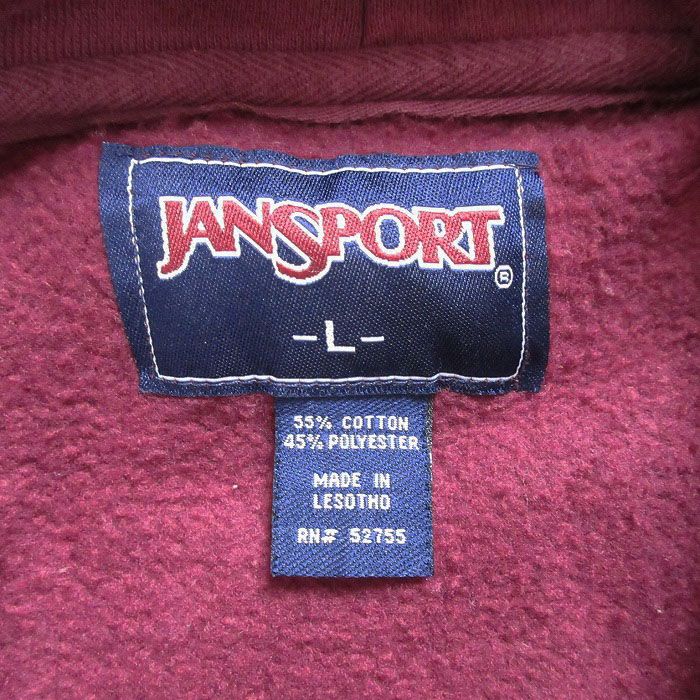 JANSPORT®
-L-
55% COTTON
45% POLYESTER
MADE IN
LESOTHO
RN# 52755